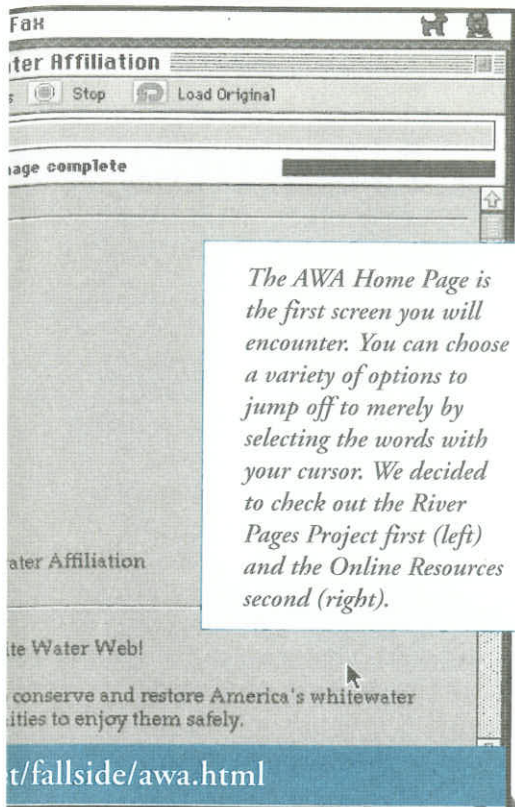 Fax
ter Affiliation
s Stop Load Original
age complete
The AWA Home Page is
the first screen you will
encounter. You can choose
a variety of options to
jump off to merely by
selecting the words with
your cursor. We decided
to check out the River
Pages Project first (left)
and the Online Resources
second (right).
ater Affiliation
ite Water Web!
conserve and restore America's whitewater
ities to enjoy them safely.
t/fallside/awa.html